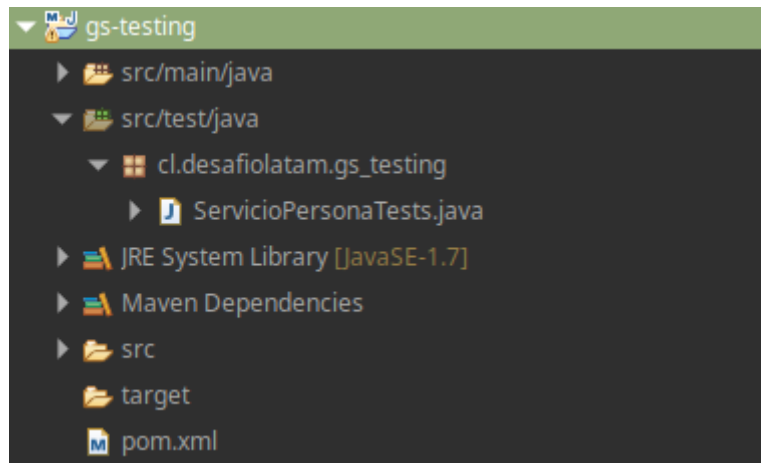 gs-testing
src/main/java
src/test/java
cl.desafiolatam.gs_testing
ServicioPersonaTests.java
JRE System Library [JavaSE-1.7]
Maven Dependencies
src
target
pom.xml